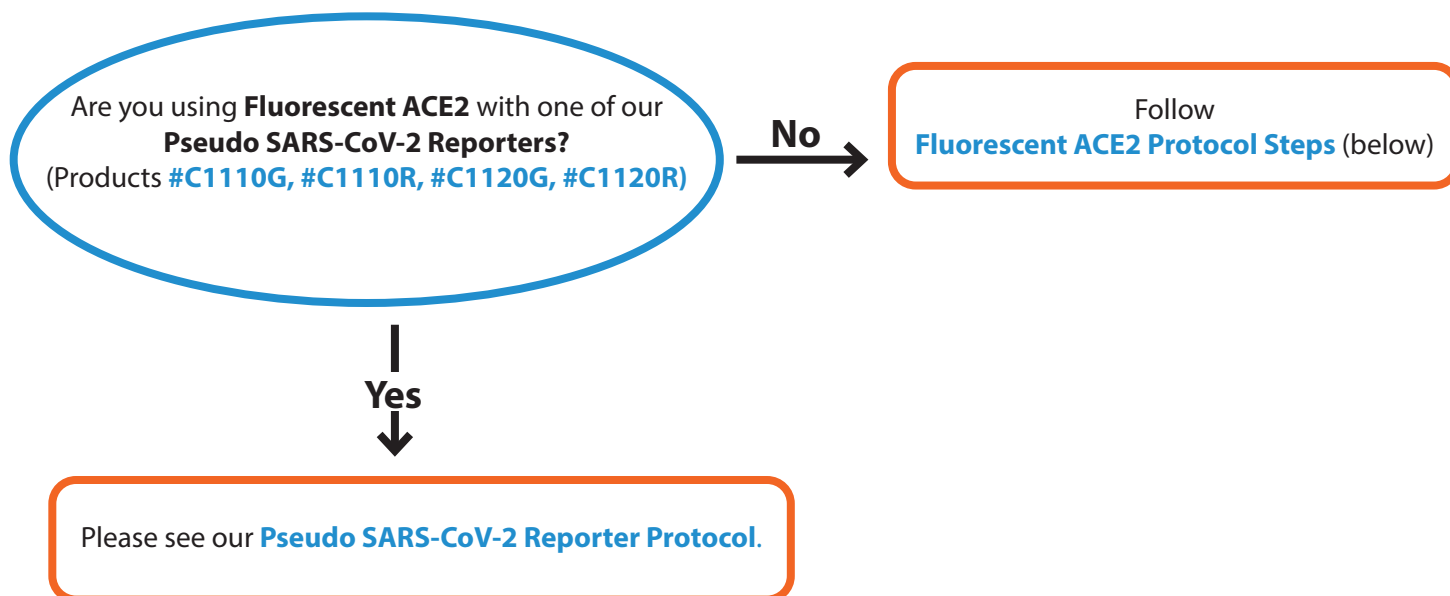 Are you using Fluorescent ACE2 with one of our
Pseudo SARS-CoV-2 Reporters?
(Products #C1110G, #C1110R, #C1120G, #C1120R)
No
Follow
Fluorescent ACE2 Protocol Steps (below)
Yes
Please see our Pseudo SARS-CoV-2 Reporter Protocol.